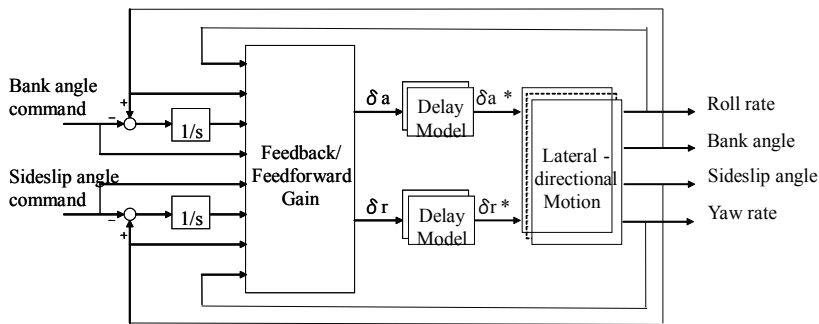 Bank angle
command
+
−
1/s
Sideslip angle
command
−
+
1/s
Feedback/
Feedforward
Gain
δa
Delay
Model
δa *
δr
Delay
Model
δr *
Lateral -
directional
Motion
Roll rate
Bank angle
Sideslip angle
Yaw rate